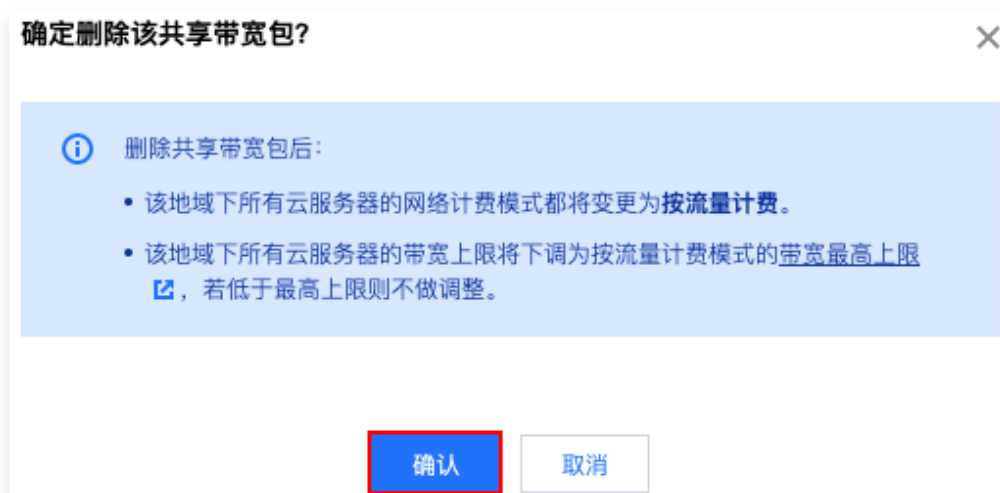 确定删除该共享带宽包?
删除共享带宽包后：
• 该地域下所有云服务器的网络计费模式都将变更为按流量计费。
• 该地域下所有云服务器的带宽上限将下调为按流量计费模式的带宽最高上限
，若低于最高上限则不做调整。
确认 取消